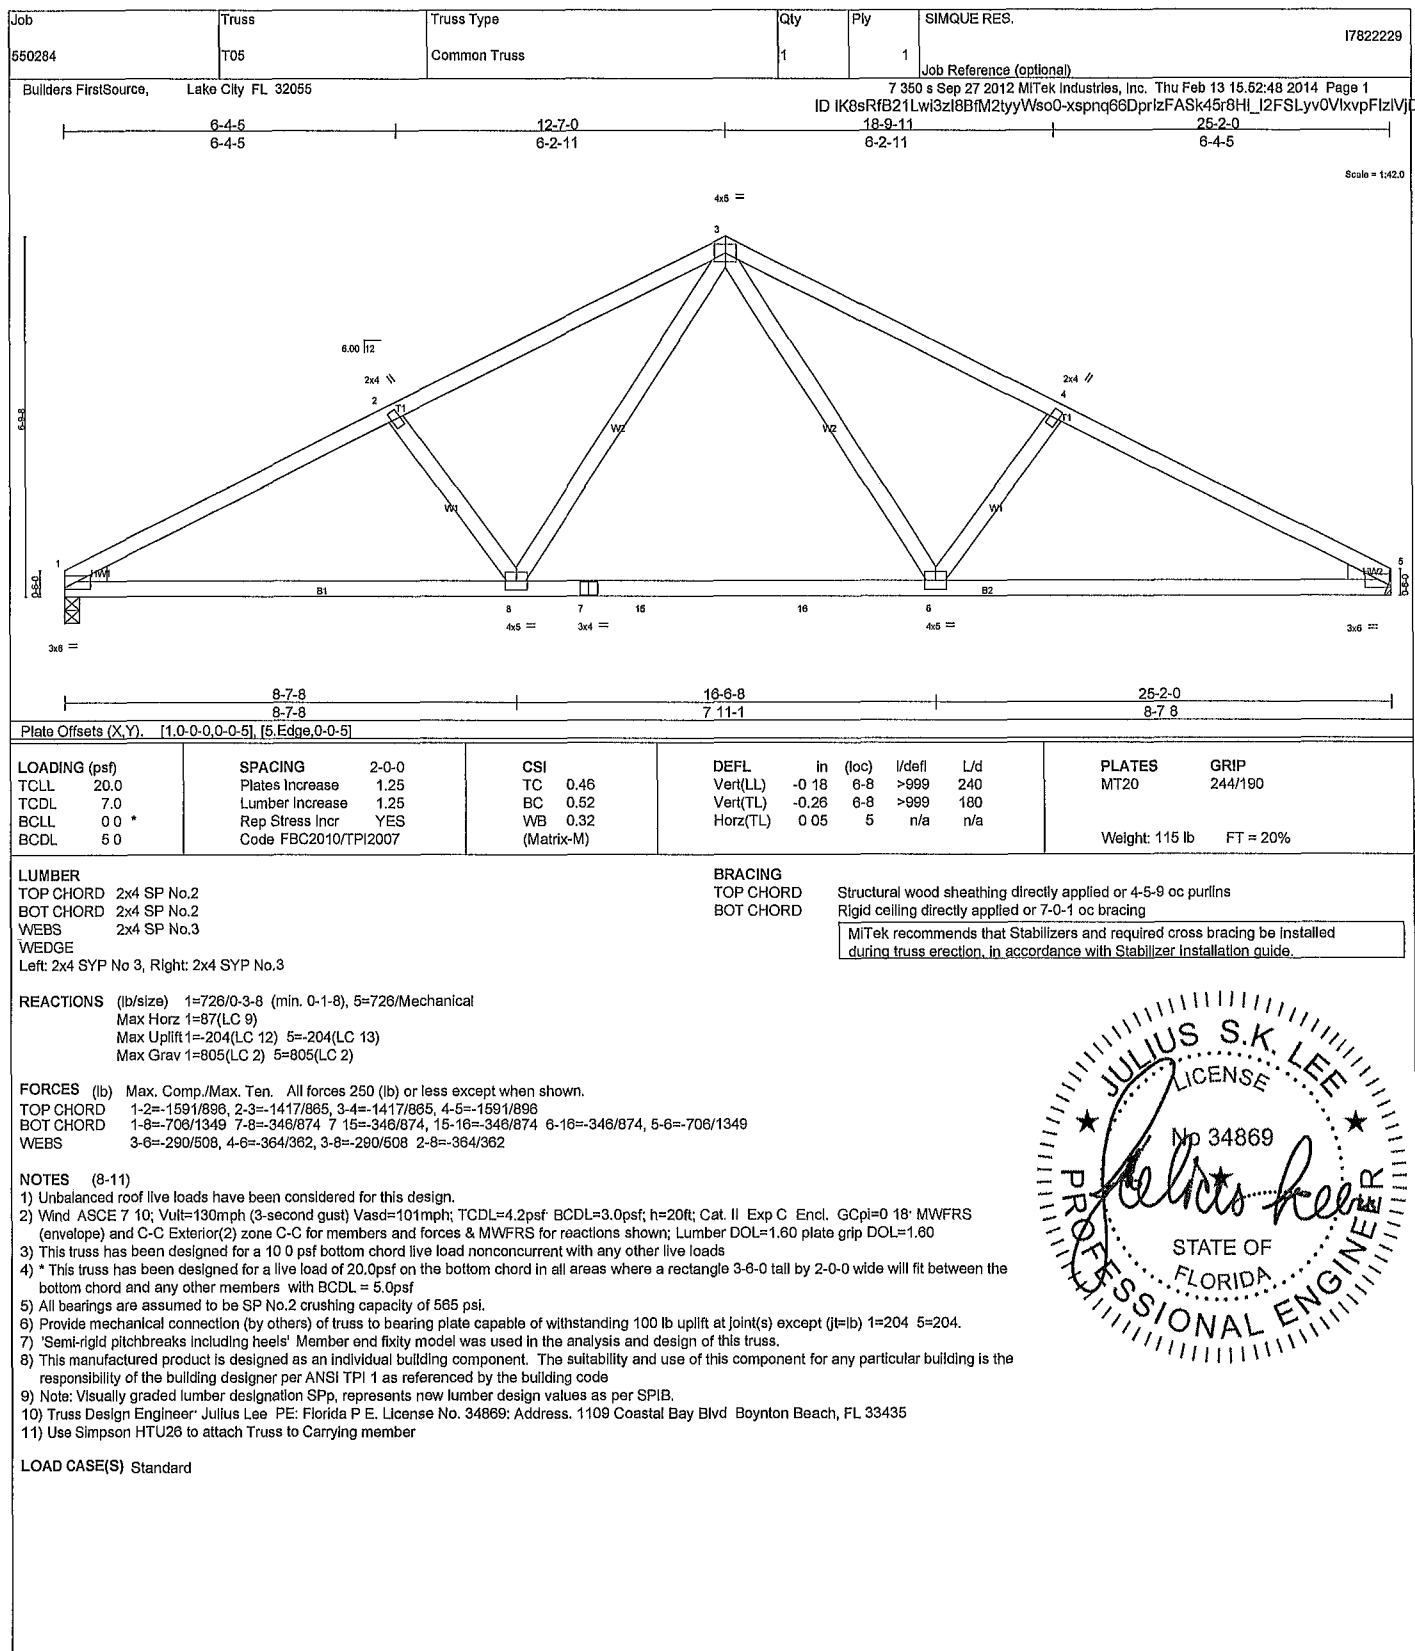 Job Truss Truss Type Qty Ply SIMQUE RES.
I7822229
550284 T05 Common Truss 1 1
Job Reference (optional)
Builders FirstSource, Lake City FL 32055 7 350 s Sep 27 2012 MiTek Industries, Inc. Thu Feb 13 15.52:48 2014 Page 1
6-4-5 12-7-0 18-9-11 25-2-0
6-4-5 6-2-11 6-2-11 6-4-5
Scale = 1:42.0
4x5 =
3
6.00 12
2x4 \\ 2x4 //
2 4
T1 T1
6-9-8
W2 W2
W1 W1
1 5
0-6-0 HW1 HW2 0-6-0
B1 B2
8 7 15 16 6
4x5 = 3x4 = 4x5 =
3x6 = 3x6 =
8-7-8 16-6-8 25-2-0
8-7-8 7 11-1 8-7 8
Plate Offsets (X,Y). [1.0-0-0,0-0-5], [5.Edge,0-0-5]
LOADING (psf) SPACING 2-0-0 CSI DEFL in (loc) l/defl L/d PLATES GRIP
TCLL 20.0 Plates Increase 1.25 TC 0.46 Vert(LL) -0 18 6-8 >999 240 MT20 244/190
TCDL 7.0 Lumber Increase 1.25 BC 0.52 Vert(TL) -0.26 6-8 >999 180
BCLL 0 0 * Rep Stress Incr YES WB 0.32 Horz(TL) 0 05 5 n/a n/a
BCDL 5 0 Code FBC2010/TPI2007 (Matrix-M) Weight: 115 lb FT = 20%
LUMBER
TOP CHORD 2x4 SP No.2
BOT CHORD 2x4 SP No.2
WEBS 2x4 SP No.3
WEDGE
Left: 2x4 SYP No 3, Right: 2x4 SYP No.3
BRACING
TOP CHORD Structural wood sheathing directly applied or 4-5-9 oc purlins
BOT CHORD Rigid ceiling directly applied or 7-0-1 oc bracing
MiTek recommends that Stabilizers and required cross bracing be installed
during truss erection, in accordance with Stabilizer Installation guide.
REACTIONS (lb/size) 1=726/0-3-8 (min. 0-1-8), 5=726/Mechanical
Max Horz 1=87(LC 9)
Max Uplift 1=-204(LC 12) 5=-204(LC 13)
Max Grav 1=805(LC 2) 5=805(LC 2)
FORCES (lb) Max. Comp./Max. Ten. All forces 250 (lb) or less except when shown.
TOP CHORD 1-2=-1591/896, 2-3=-1417/865, 3-4=-1417/865, 4-5=-1591/896
BOT CHORD 1-8=-706/1349 7-8=-346/874 7 15=-346/874, 15-16=-346/874 6-16=-346/874, 5-6=-706/1349
WEBS 3-6=-290/508, 4-6=-364/362, 3-8=-290/508 2-8=-364/362
NOTES (8-11)
1) Unbalanced roof live loads have been considered for this design.
2) Wind ASCE 7 10; Vult=130mph (3-second gust) Vasd=101mph; TCDL=4.2psf BCDL=3.0psf; h=20ft; Cat. II Exp C Encl. GCpi=0 18 MWFRS
(envelope) and C-C Exterior(2) zone C-C for members and forces & MWFRS for reactions shown; Lumber DOL=1.60 plate grip DOL=1.60
3) This truss has been designed for a 10 0 psf bottom chord live load nonconcurrent with any other live loads
4) * This truss has been designed for a live load of 20.0psf on the bottom chord in all areas where a rectangle 3-6-0 tall by 2-0-0 wide will fit between the
bottom chord and any other members with BCDL = 5.0psf
5) All bearings are assumed to be SP No.2 crushing capacity of 565 psi.
6) Provide mechanical connection (by others) of truss to bearing plate capable of withstanding 100 lb uplift at joint(s) except (jt=lb) 1=204 5=204.
7) 'Semi-rigid pitchbreaks including heels' Member end fixity model was used in the analysis and design of this truss.
8) This manufactured product is designed as an individual building component. The suitability and use of this component for any particular building is the
responsibility of the building designer per ANSI TPI 1 as referenced by the building code
9) Note: Visually graded lumber designation SPp, represents new lumber design values as per SPIB.
10) Truss Design Engineer Julius Lee PE: Florida P E. License No. 34869: Address. 1109 Coastal Bay Blvd Boynton Beach, FL 33435
11) Use Simpson HTU26 to attach Truss to Carrying member
LOAD CASE(S) Standard
JULIUS S.K. LEE
LICENSE
No 34869
Julius Lee
STATE OF
FLORIDA
PROFESSIONAL ENGINEER